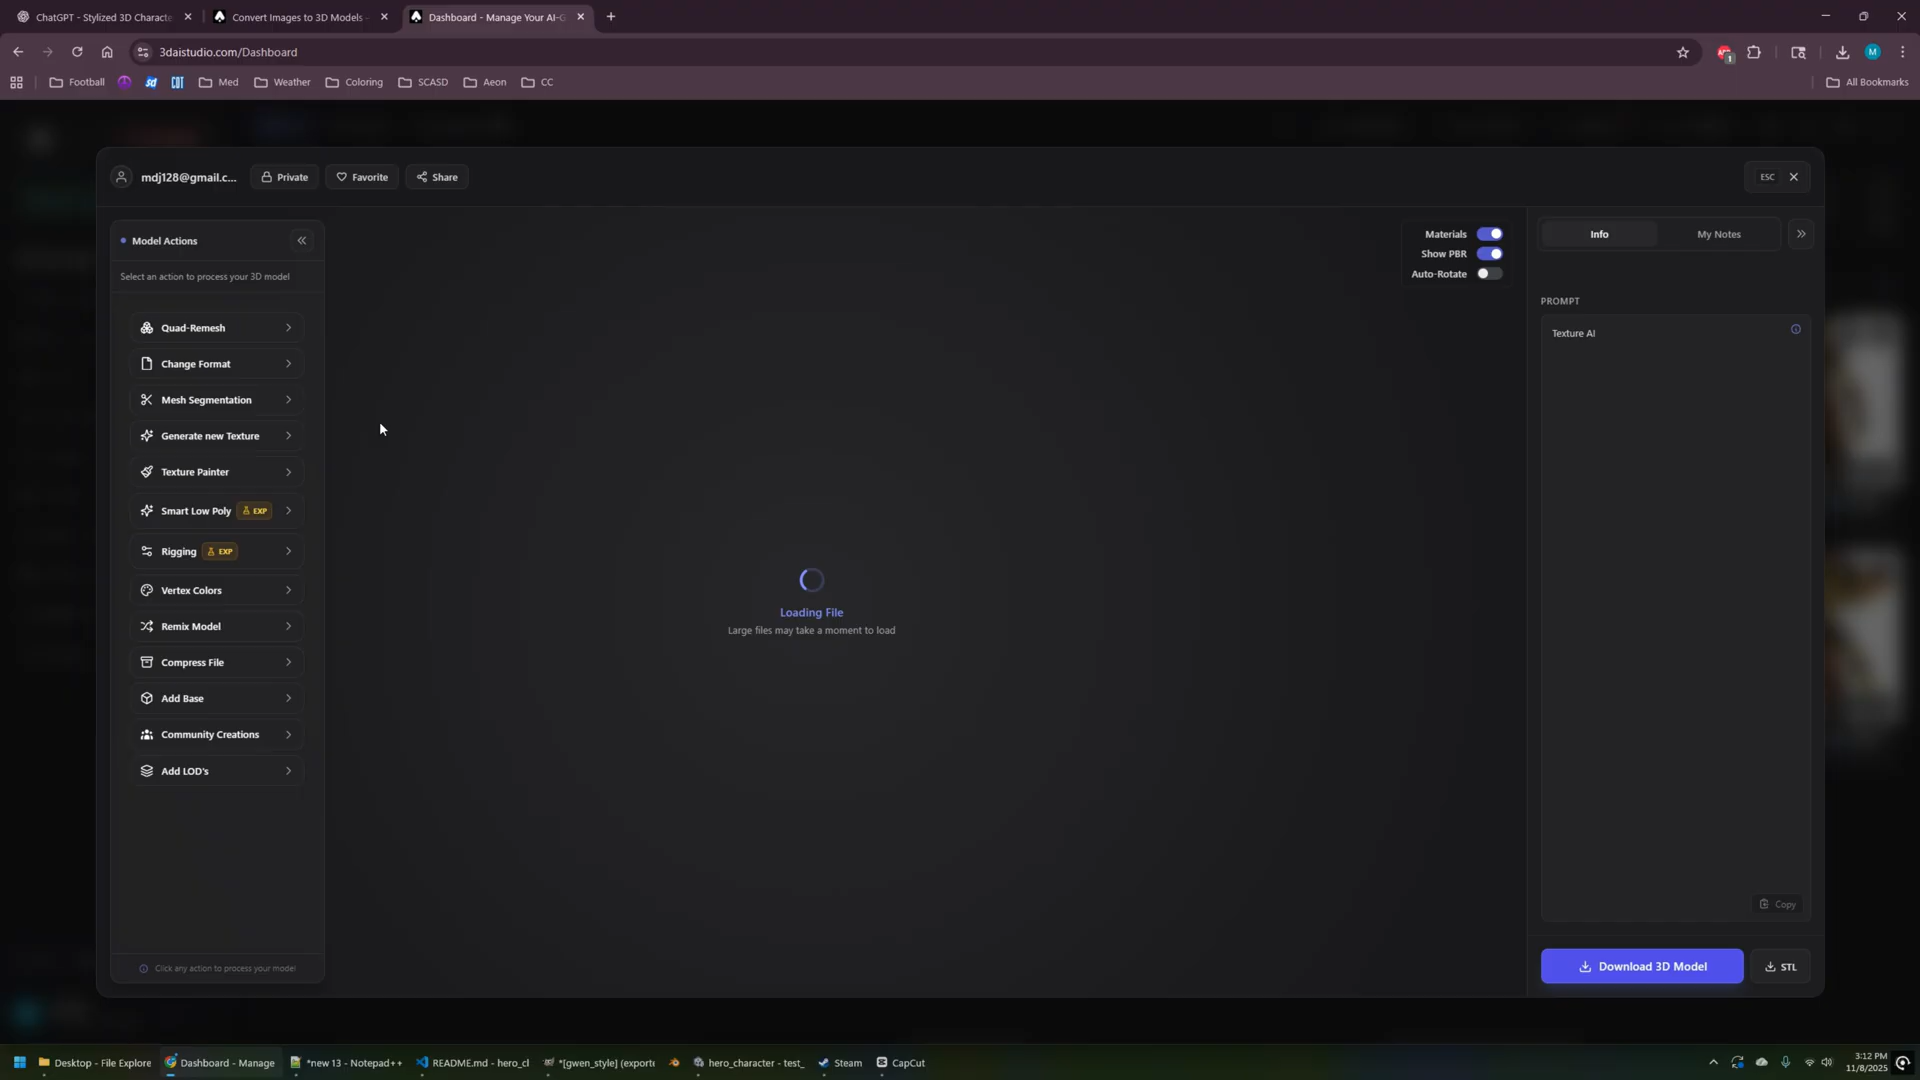 ChatGPT - Stylized 3D Characte
Convert Images to 3D Models -
Dashboard - Manage Your AI-G
3daistudio.com/Dashboard
1
M
Football
sd
CDT
Med
Weather
Coloring
SCASD
Aeon
CC
All Bookmarks
mdj128@gmail.c...
Private
Favorite
Share
ESC
Model Actions
Select an action to process your 3D model
Quad-Remesh
Change Format
Mesh Segmentation
Generate new Texture
Texture Painter
Smart Low Poly
EXP
Rigging
EXP
Vertex Colors
Remix Model
Compress File
Add Base
Community Creations
Add LOD's
Click any action to process your model
Loading File
Large files may take a moment to load
Materials
Show PBR
Auto-Rotate
Info
My Notes
PROMPT
Texture AI
Copy
Download 3D Model
STL
Desktop - File Explore
Dashboard - Manage
*new 13 - Notepad++
README.md - hero_cl
*[gwen_style] (exporte
hero_character - test_
Steam
CapCut
3:12 PM
11/8/2025